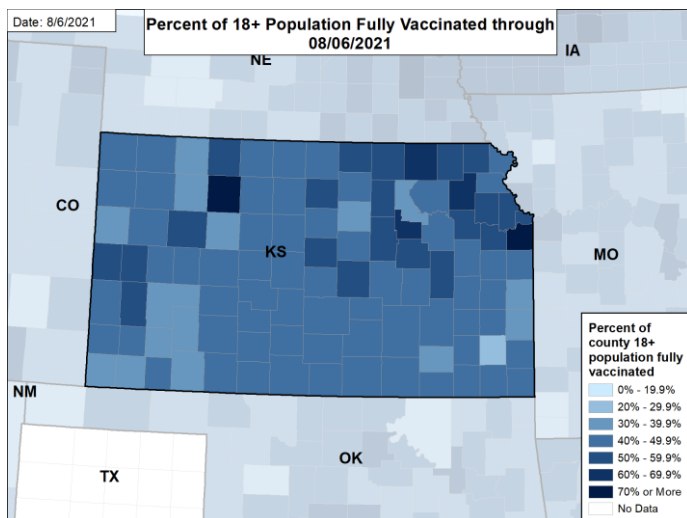 Date: 8/6/2021
Percent of 18+ Population Fully Vaccinated through
08/06/2021
NE
IA
CO
KS
MO
NM
TX
OK
Percent of
county 18+
population fully
vaccinated
0% - 19.9%
20% - 29.9%
30% - 39.9%
40% - 49.9%
50% - 59.9%
60% - 69.9%
70% or More
No Data